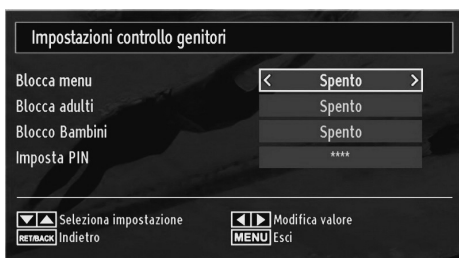 Impostazioni controllo genitori
Blocca menu < Spento >
Blocca adulti Spento
Blocco Bambini Spento
Imposta PIN ****
Seleziona impostazione Modifica valore
RET/BACK Indietro MENU Esci